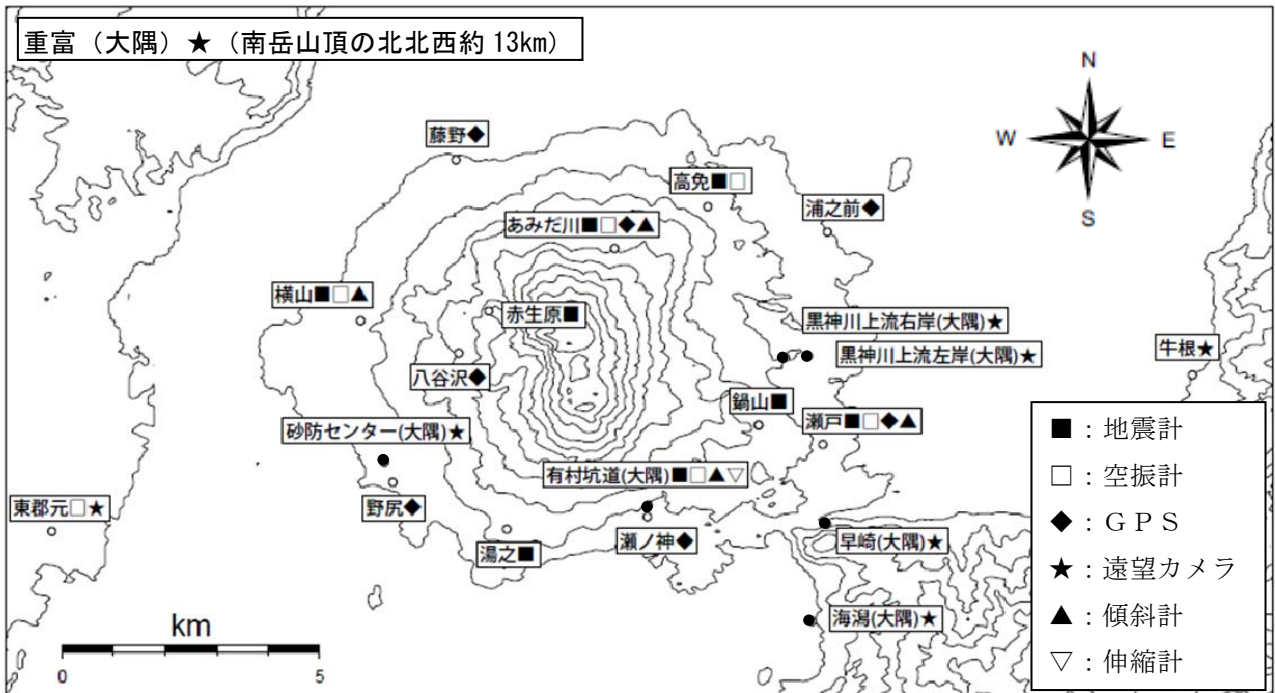 重富（大隅）★（南岳山頂の北北西約 13km）
N
W
E
S
藤野◆
高免■□
浦之前◆
あみだ川■□◆▲
横山■□▲
赤生原■
黒神川上流右岸(大隅)★
黒神川上流左岸(大隅)★
牛根★
八谷沢◆
鍋山■
瀬戸■□◆▲
砂防センター(大隅)★
有村坑道(大隅)■□▲▽
東郡元□★
野尻◆
湯之■
瀬ノ神◆
早崎(大隅)★
海潟(大隅)★
km
0
5
■：地震計
□：空振計
◆：ＧＰＳ
★：遠望カメラ
▲：傾斜計
▽：伸縮計